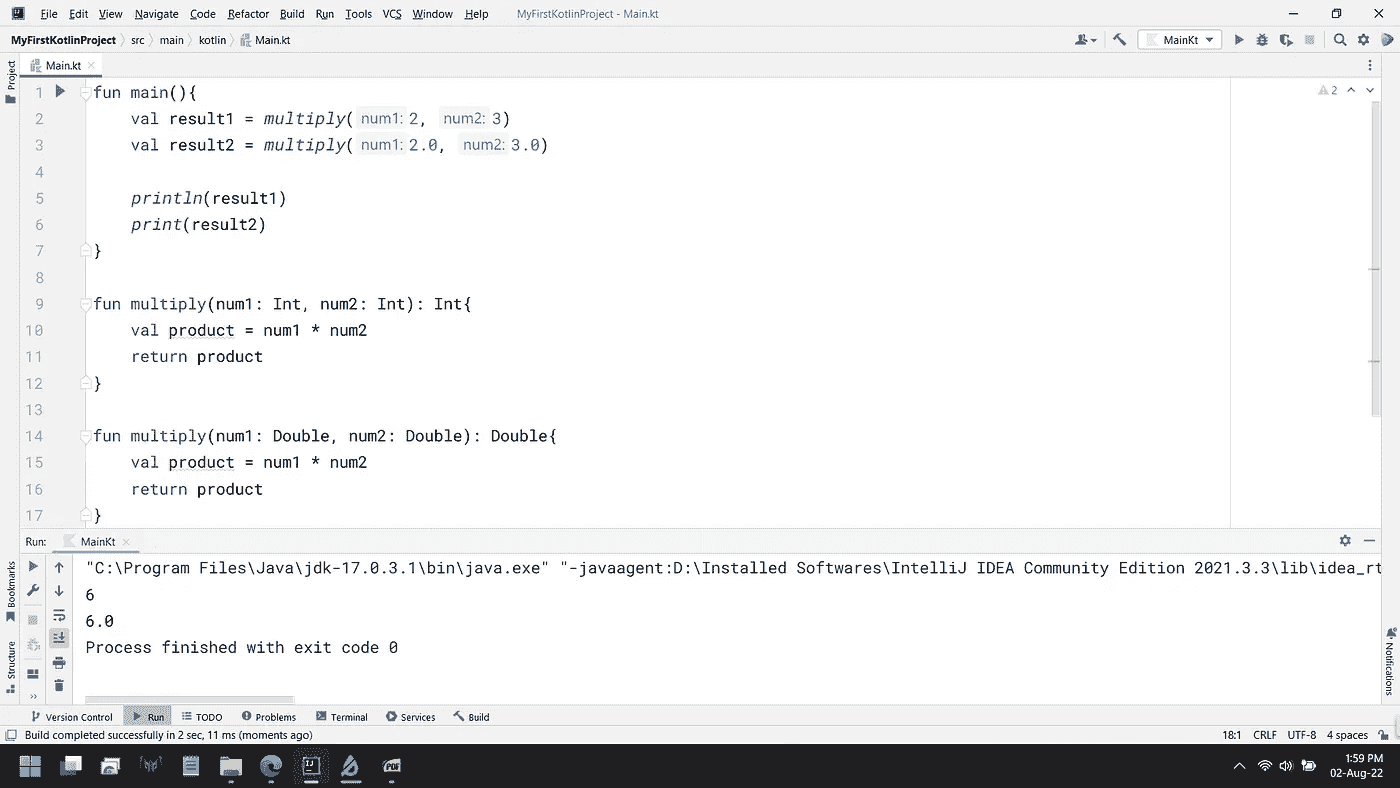 File Edit View Navigate Code Refactor Build Run Tools VCS Window Help MyFirstKotlinProject - Main.kt
MyFirstKotlinProject src main kotlin Main.kt MainKt
Project
Main.kt
2
1 fun main(){
2 val result1 = multiply( num1: 2, num2: 3)
3 val result2 = multiply( num1: 2.0, num2: 3.0)
4
5 println(result1)
6 print(result2)
7 }
8
9 fun multiply(num1: Int, num2: Int): Int{
10 val product = num1 * num2
11 return product
12 }
13
14 fun multiply(num1: Double, num2: Double): Double{
15 val product = num1 * num2
16 return product
17 }
Run: MainKt
"C:\Program Files\Java\jdk-17.0.3.1\bin\java.exe" "-javaagent:D:\Installed Softwares\IntelliJ IDEA Community Edition 2021.3.3\lib\idea_rt
6
6.0
Process finished with exit code 0
Bookmarks
Structure
Notifications
Version Control Run TODO Problems Terminal Services Build
Build completed successfully in 2 sec, 11 ms (moments ago) 18:1 CRLF UTF-8 4 spaces
IJ PDF
1:59 PM
02-Aug-22